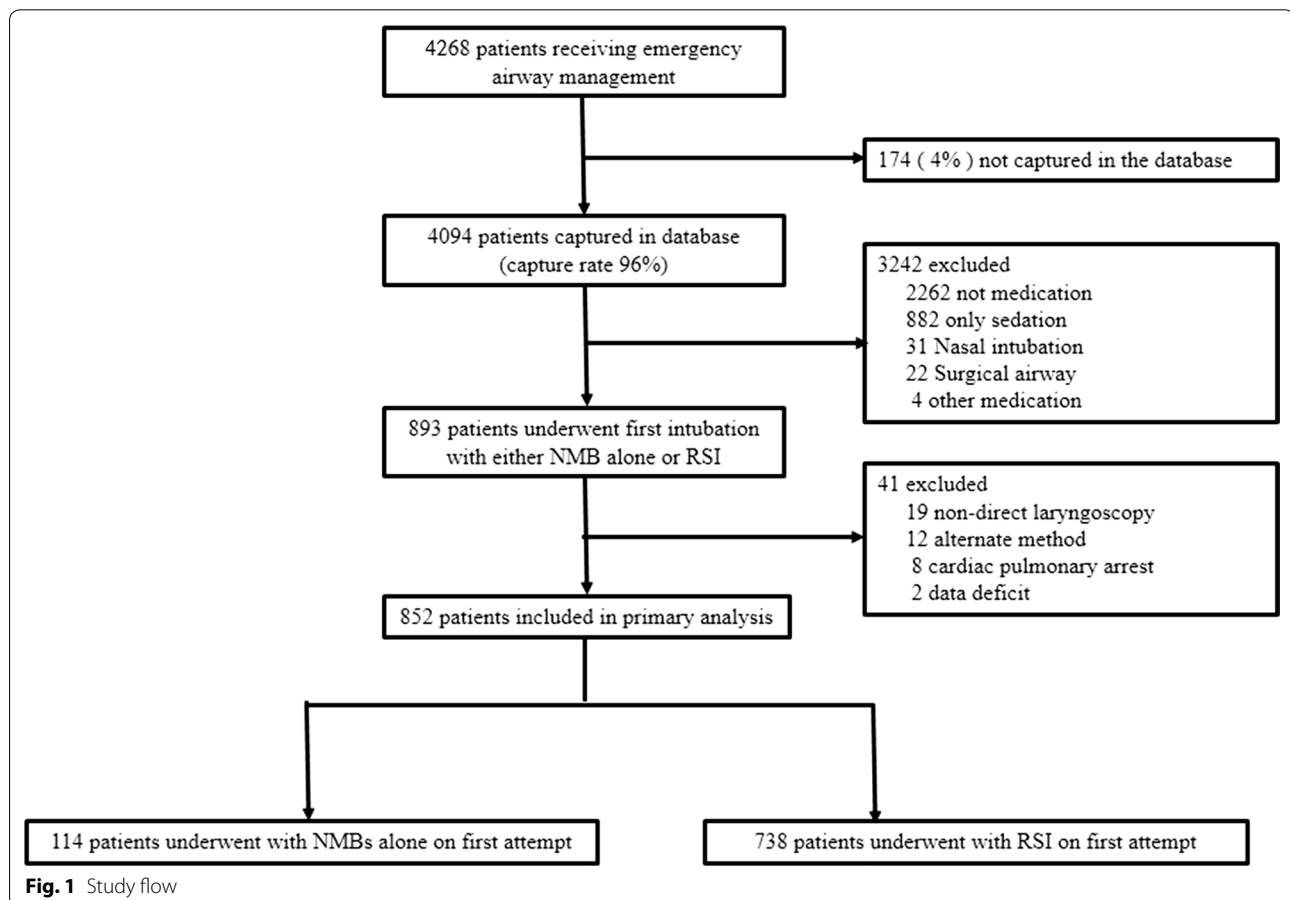 4268 patients receiving emergency
airway management
174 ( 4% ) not captured in the database
4094 patients captured in database
(capture rate 96%)
3242 excluded
2262 not medication
882 only sedation
31 Nasal intubation
22 Surgical airway
4 other medication
893 patients underwent first intubation
with either NMB alone or RSI
41 excluded
19 non-direct laryngoscopy
12 alternate method
8 cardiac pulmonary arrest
2 data deficit
852 patients included in primary analysis
114 patients underwent with NMBs alone on first attempt
738 patients underwent with RSI on first attempt
Fig. 1 Study flow